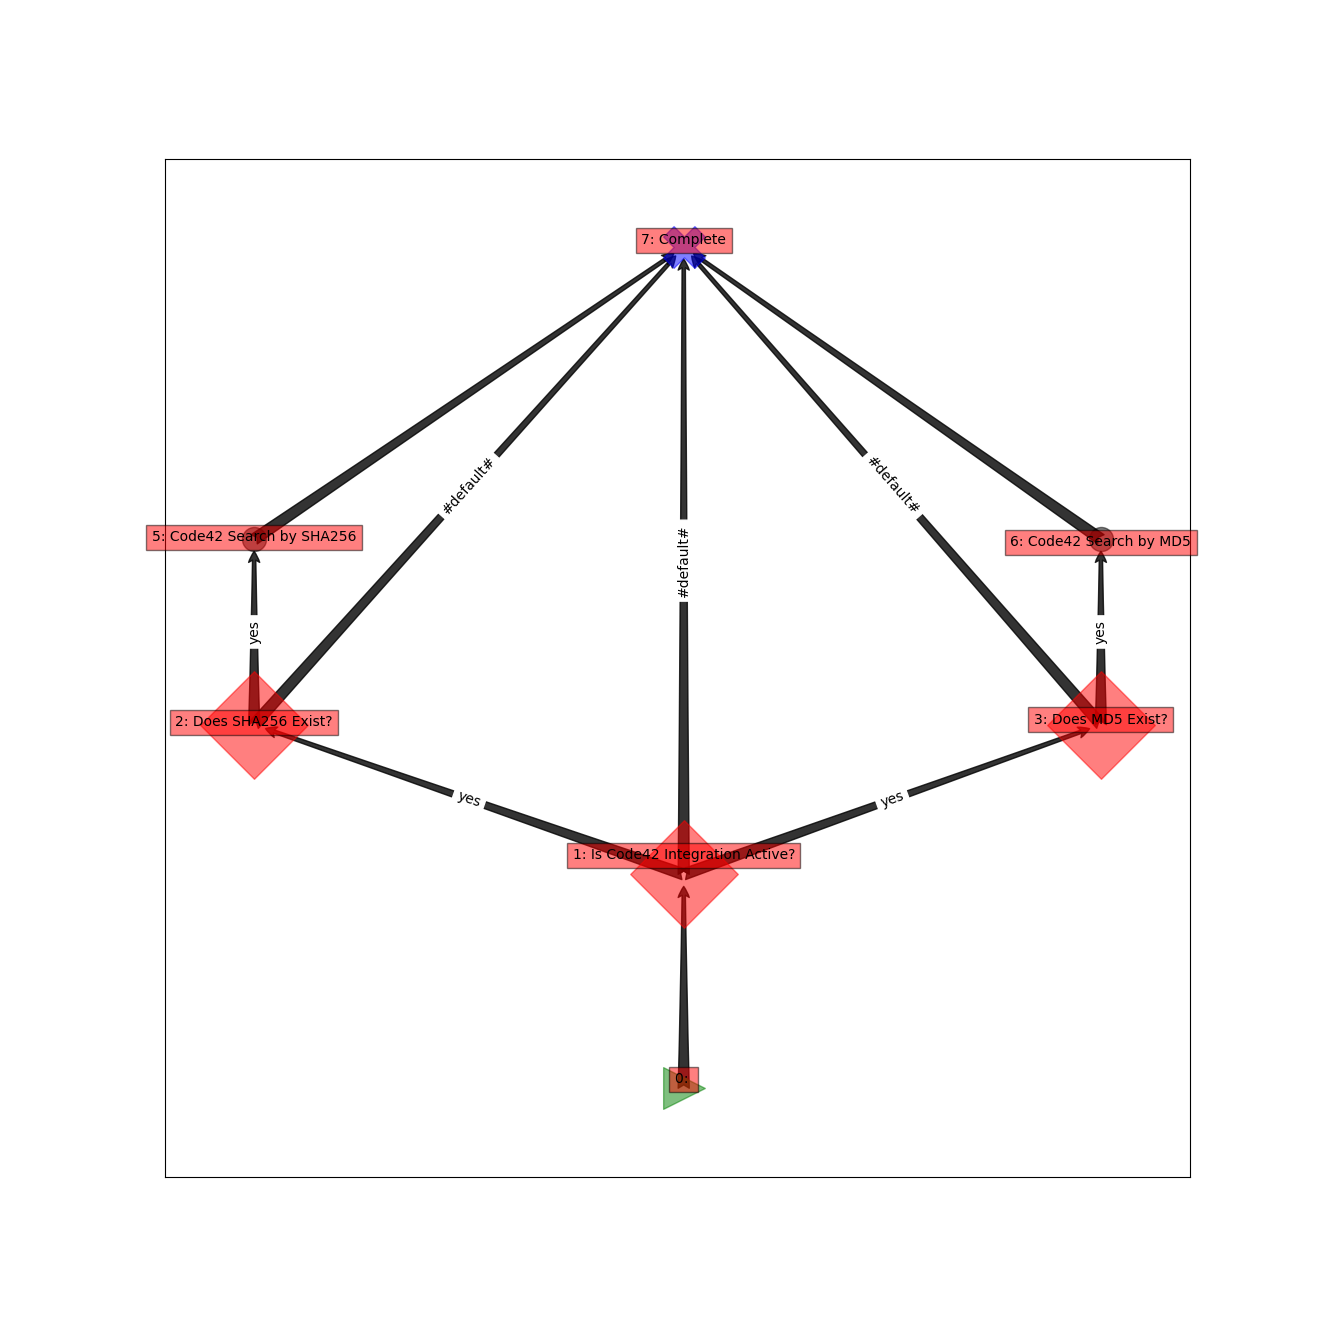 7: Complete
#default#
#default#
#default#
5: Code42 Search by SHA256
6: Code42 Search by MD5
yes
yes
2: Does SHA256 Exist?
3: Does MD5 Exist?
yes
yes
1: Is Code42 Integration Active?
0: